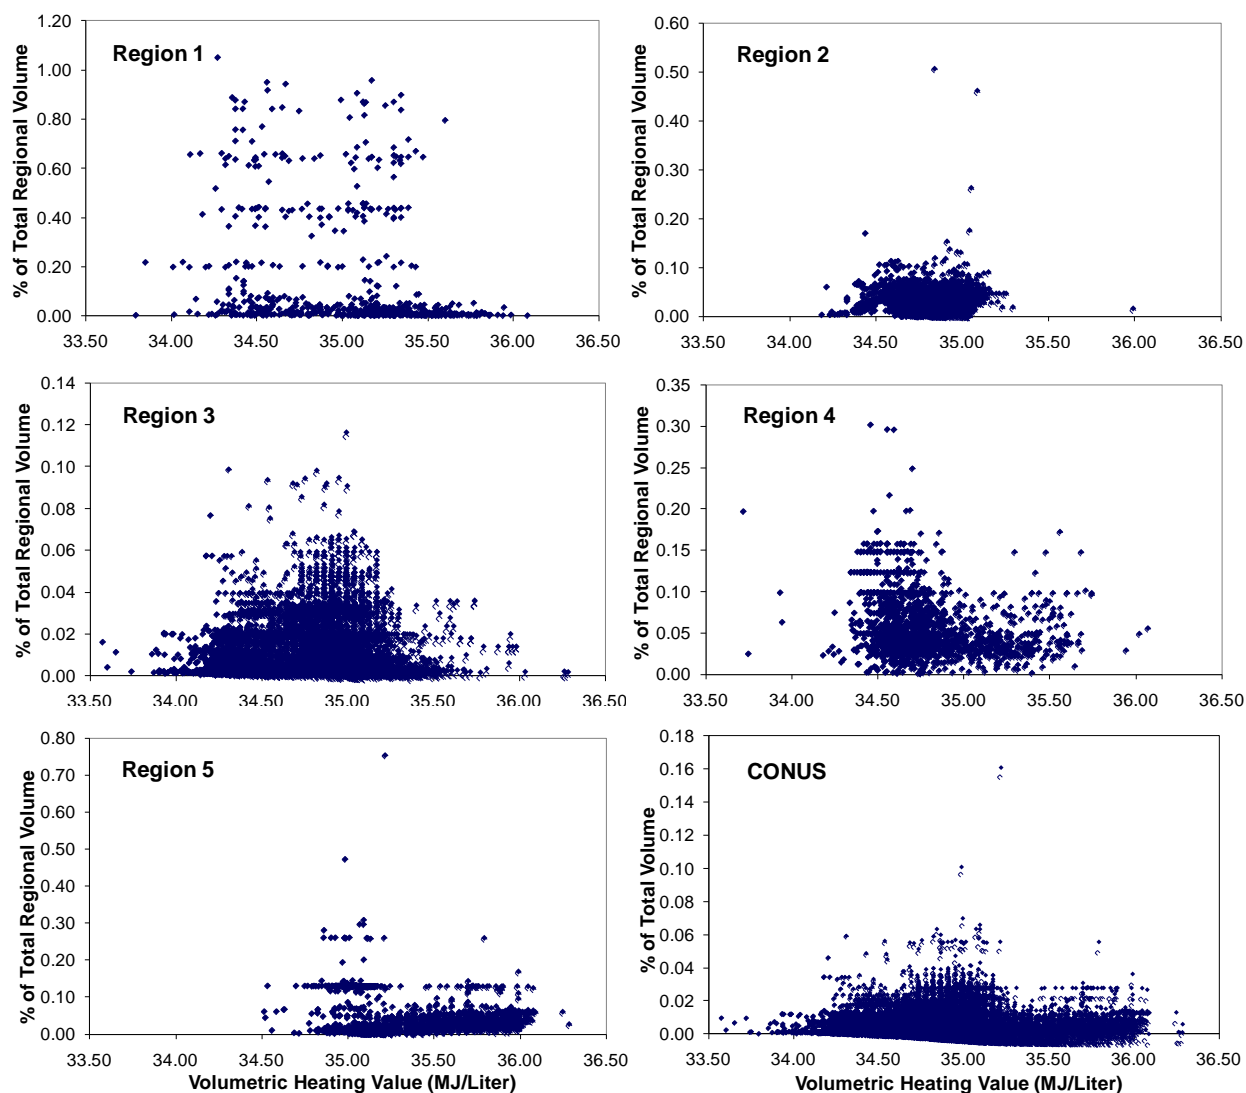 1.20
1.00
0.80
0.60
0.40
0.20
0.00
% of Total Regional Volume
Region 1
33.50 34.00 34.50 35.00 35.50 36.00 36.50
0.60
0.50
0.40
0.30
0.20
0.10
0.00
% of Total Regional Volume
Region 2
33.50 34.00 34.50 35.00 35.50 36.00 36.50
0.14
0.12
0.10
0.08
0.06
0.04
0.02
0.00
% of Total Regional Volume
Region 3
33.50 34.00 34.50 35.00 35.50 36.00 36.50
0.35
0.30
0.25
0.20
0.15
0.10
0.05
0.00
% of Total Regional Volume
Region 4
33.50 34.00 34.50 35.00 35.50 36.00 36.50
0.80
0.70
0.60
0.50
0.40
0.30
0.20
0.10
0.00
% of Total Regional Volume
Region 5
33.50 34.00 34.50 35.00 35.50 36.00 36.50
Volumetric Heating Value (MJ/Liter)
0.18
0.16
0.14
0.12
0.10
0.08
0.06
0.04
0.02
0.00
% of Total Volume
CONUS
33.50 34.00 34.50 35.00 35.50 36.00 36.50
Volumetric Heating Value (MJ/Liter)